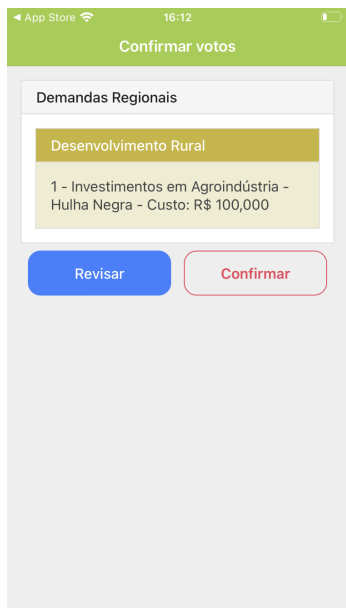 App Store
16:12
Confirmar votos
Demandas Regionais
Desenvolvimento Rural
1 - Investimentos em Agroindústria -
Hulha Negra - Custo: R$ 100,000
Revisar
Confirmar